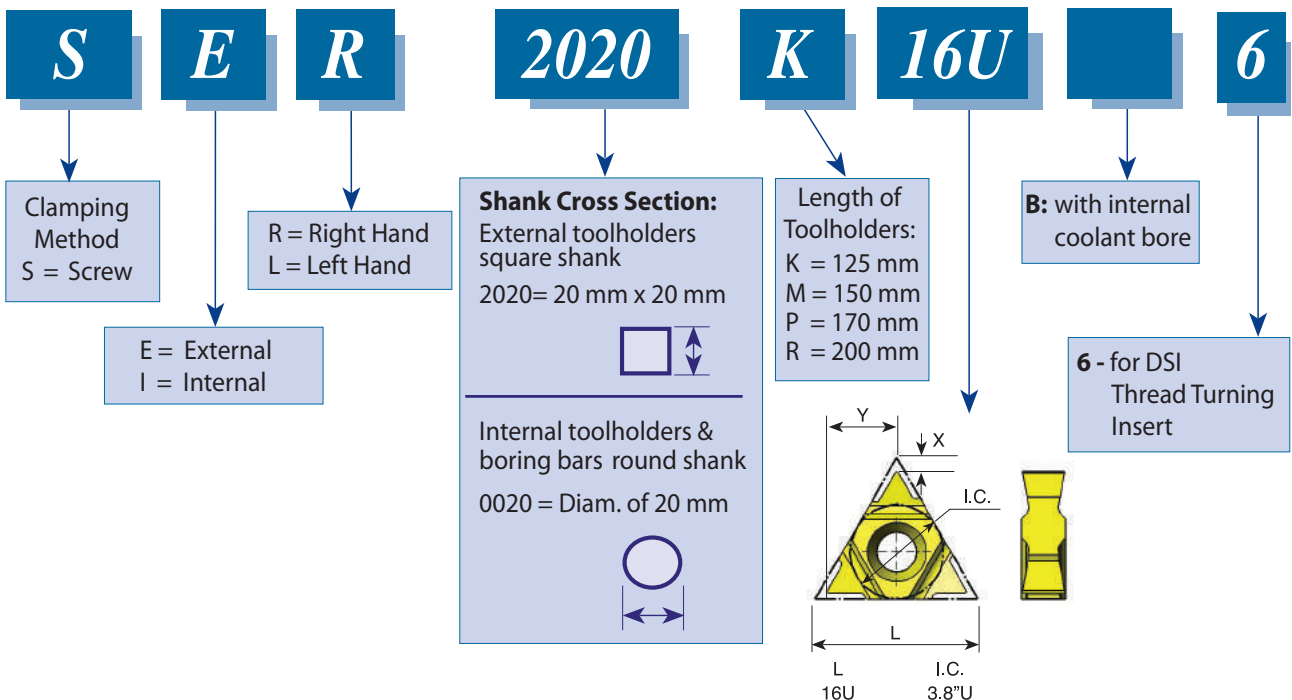 S E R 2020 K 16U 6
Clamping
Method
S = Screw
E = External
I = Internal
R = Right Hand
L = Left Hand
Shank Cross Section:
External toolholders
square shank
2020= 20 mm x 20 mm
Internal toolholders &
boring bars round shank
0020 = Diam. of 20 mm
Length of
Toolholders:
K = 125 mm
M = 150 mm
P = 170 mm
R = 200 mm
Y
X
I.C.
L
L I.C.
16U 3.8”U
B: with internal
coolant bore
6 - for DSI
Thread Turning
Insert